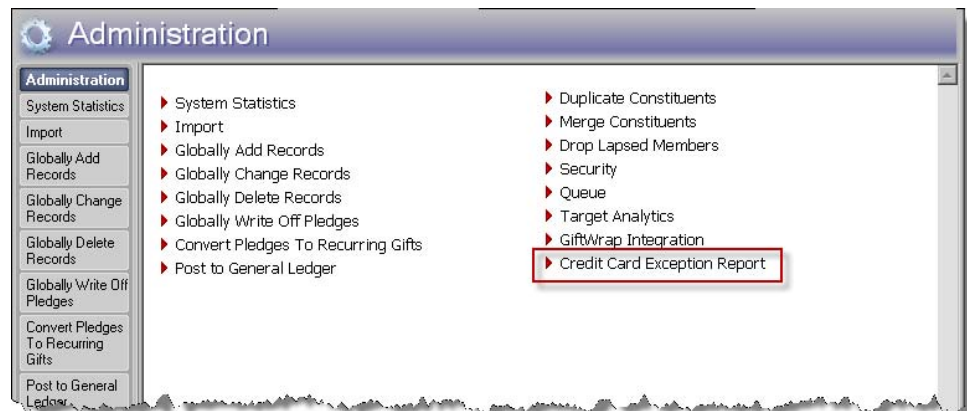 Administration
Administration
System Statistics
Import
Globally Add
Records
Globally Change
Records
Globally Delete
Records
Globally Write Off
Pledges
Convert Pledges
To Recurring
Gifts
Post to General
Ledger
System Statistics
Import
Globally Add Records
Globally Change Records
Globally Delete Records
Globally Write Off Pledges
Convert Pledges To Recurring Gifts
Post to General Ledger
Duplicate Constituents
Merge Constituents
Drop Lapsed Members
Security
Queue
Target Analytics
GiftWrap Integration
Credit Card Exception Report